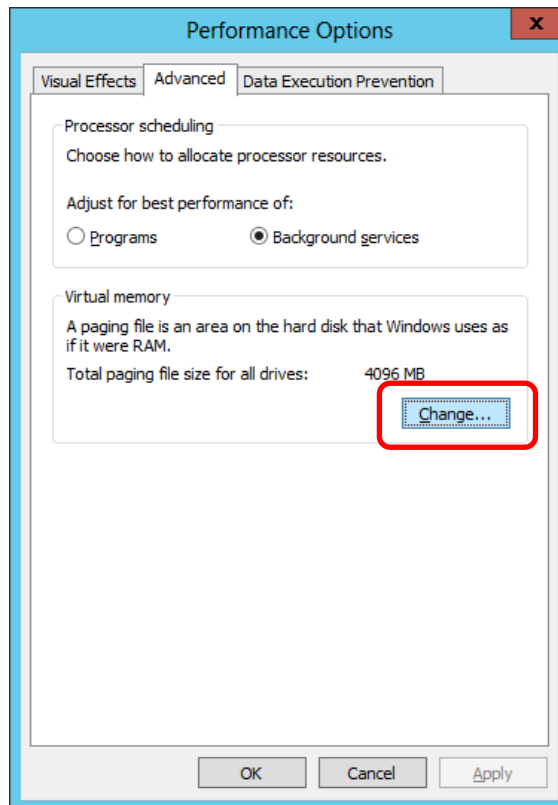 Performance Options
x
Visual Effects
Advanced
Data Execution Prevention
Processor scheduling
Choose how to allocate processor resources.
Adjust for best performance of:
Programs
Background services
Virtual memory
A paging file is an area on the hard disk that Windows uses as
if it were RAM.
Total paging file size for all drives: 4096 MB
Change...
OK
Cancel
Apply